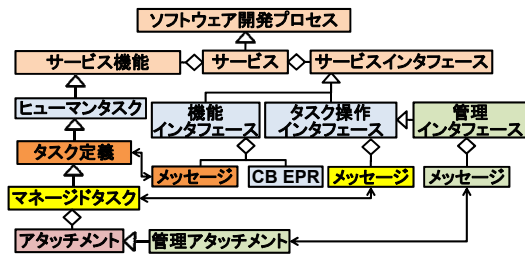 ソフトウェア開発プロセス
サービス機能
サービス
サービスインタフェース
ヒューマンタスク
機能
インタフェース
タスク操作
インタフェース
管理
インタフェース
タスク定義
メッセージ
CB EPR
メッセージ
メッセージ
マネージドタスク
アタッチメント
管理アタッチメント